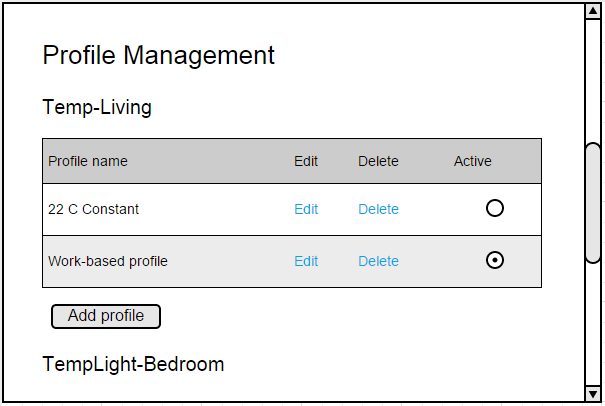 Profile Management
Temp-Living
Profile name Edit Delete Active
22 C Constant Edit Delete
Work-based profile Edit Delete
Add profile
TempLight-Bedroom